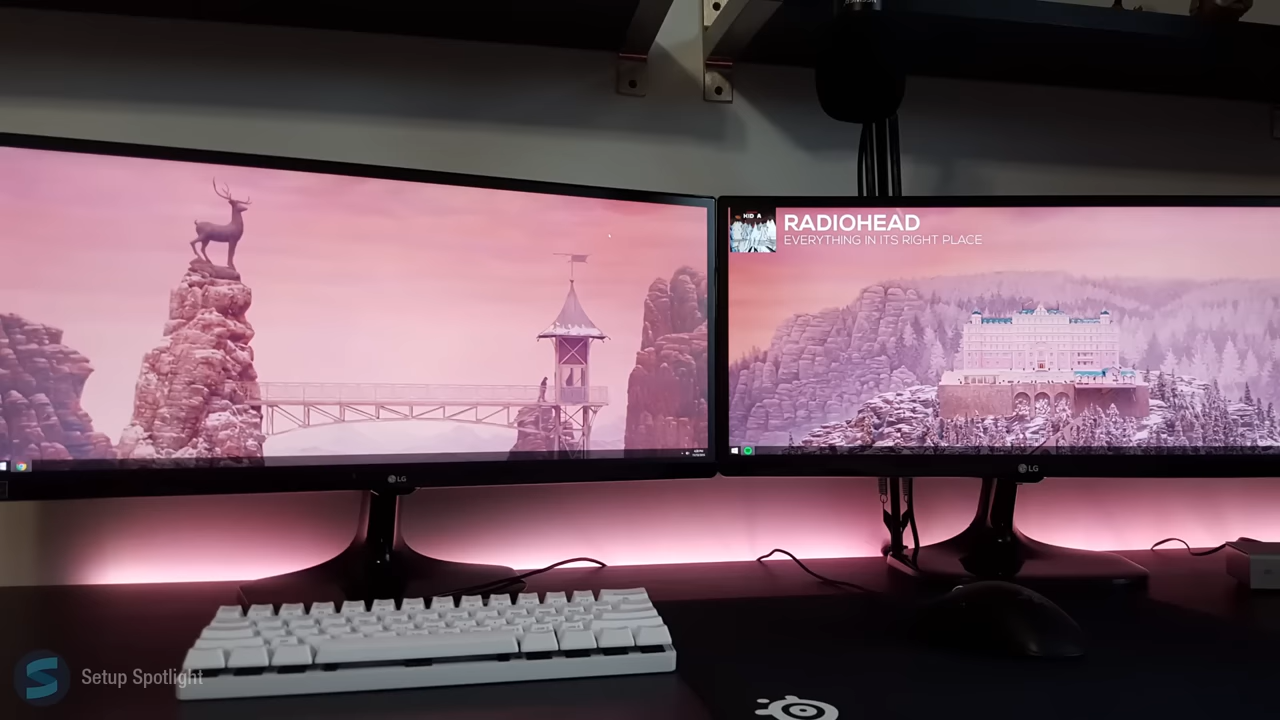 KID A
RADIOHEAD
EVERYTHING IN ITS RIGHT PLACE
LG
LG
Setup Spotlight